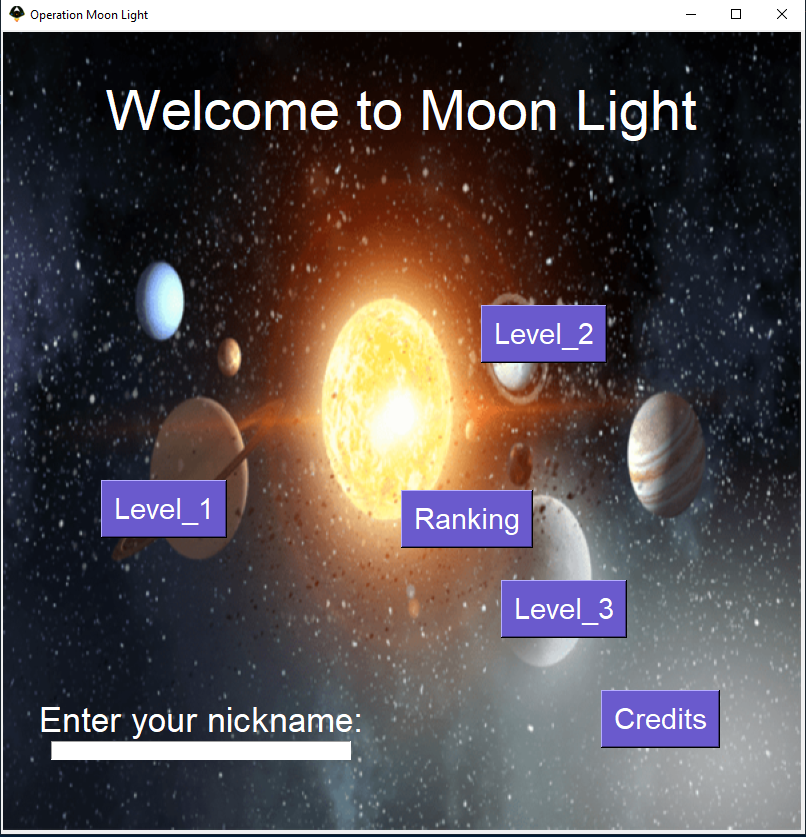 Operation Moon Light
Welcome to Moon Light
Level_2
Level_1
Ranking
Level_3
Enter your nickname:
Credits